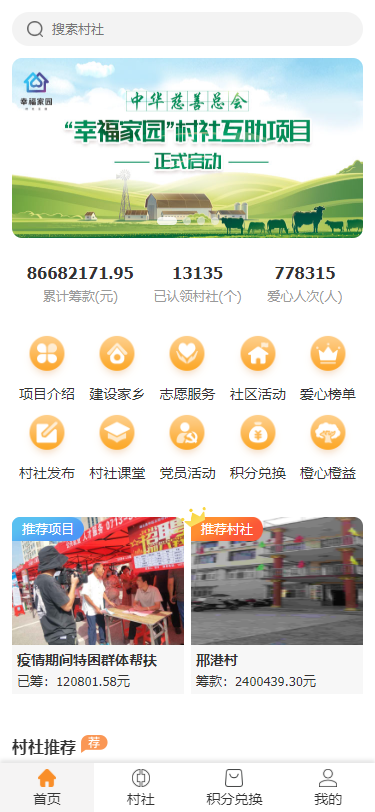 搜索村社
幸福家园
中华慈善总会
“幸福家园”村社互助项目
正式启动
86682171.95 13135 778315
累计筹款(元) 已认领村社(个) 爱心人次(人)
项目介绍 建设家乡 志愿服务 社区活动 爱心榜单
村社发布 村社课堂 党员活动 积分兑换 橙心橙益
推荐项目 推荐村社
疫情期间特困群体帮扶 邢港村
已筹：120801.58元 筹款：2400439.30元
村社推荐 荐
首页 村社 积分兑换 我的